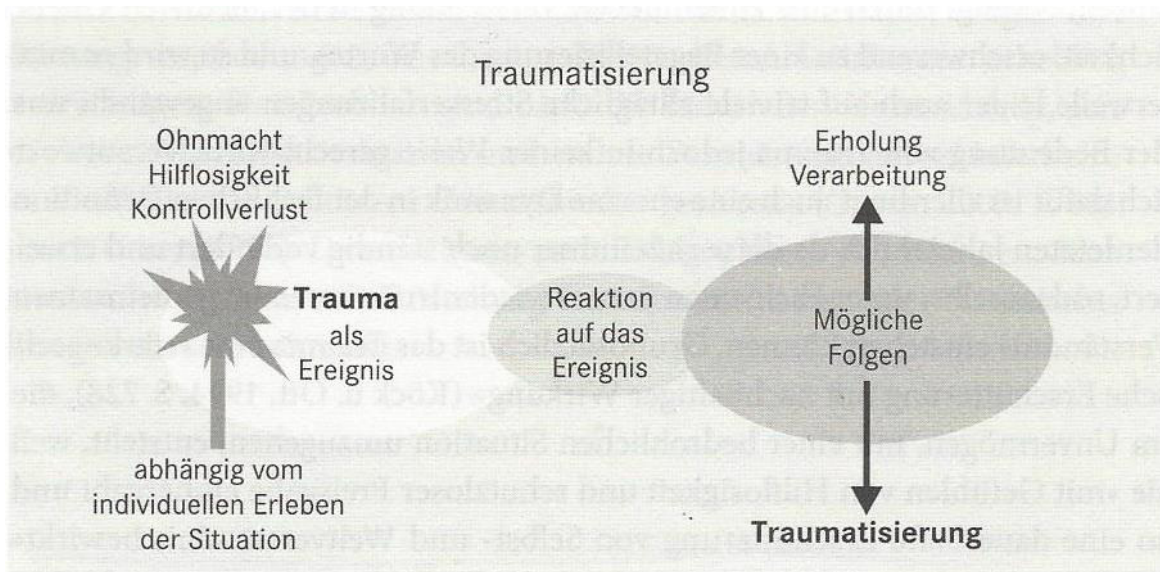 Traumatisierung
Ohnmacht
Hilflosigkeit
Kontrollverlust
Trauma
als
Ereignis
abhängig vom
individuellen Erleben
der Situation
Reaktion
auf das
Ereignis
Erholung
Verarbeitung
Mögliche
Folgen
Traumatisierung